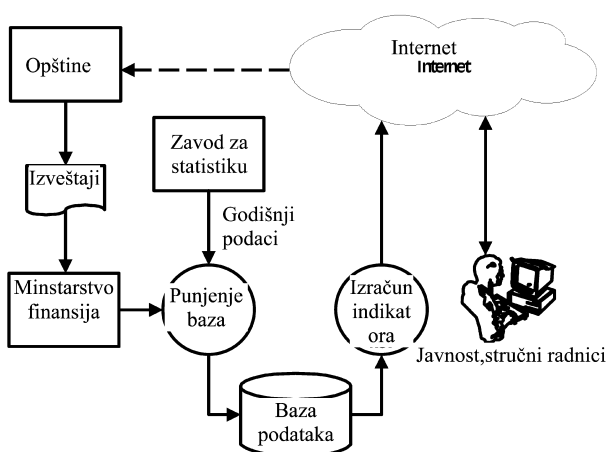 Opštine
Internet
Internet
Zavod za
statistiku
Izveštaji
Godišnji
podaci
Minstarstvo
finansija
Punjenje
baza
Izračun
indikat
ora
Javnost,stručni radnici
Baza
podataka